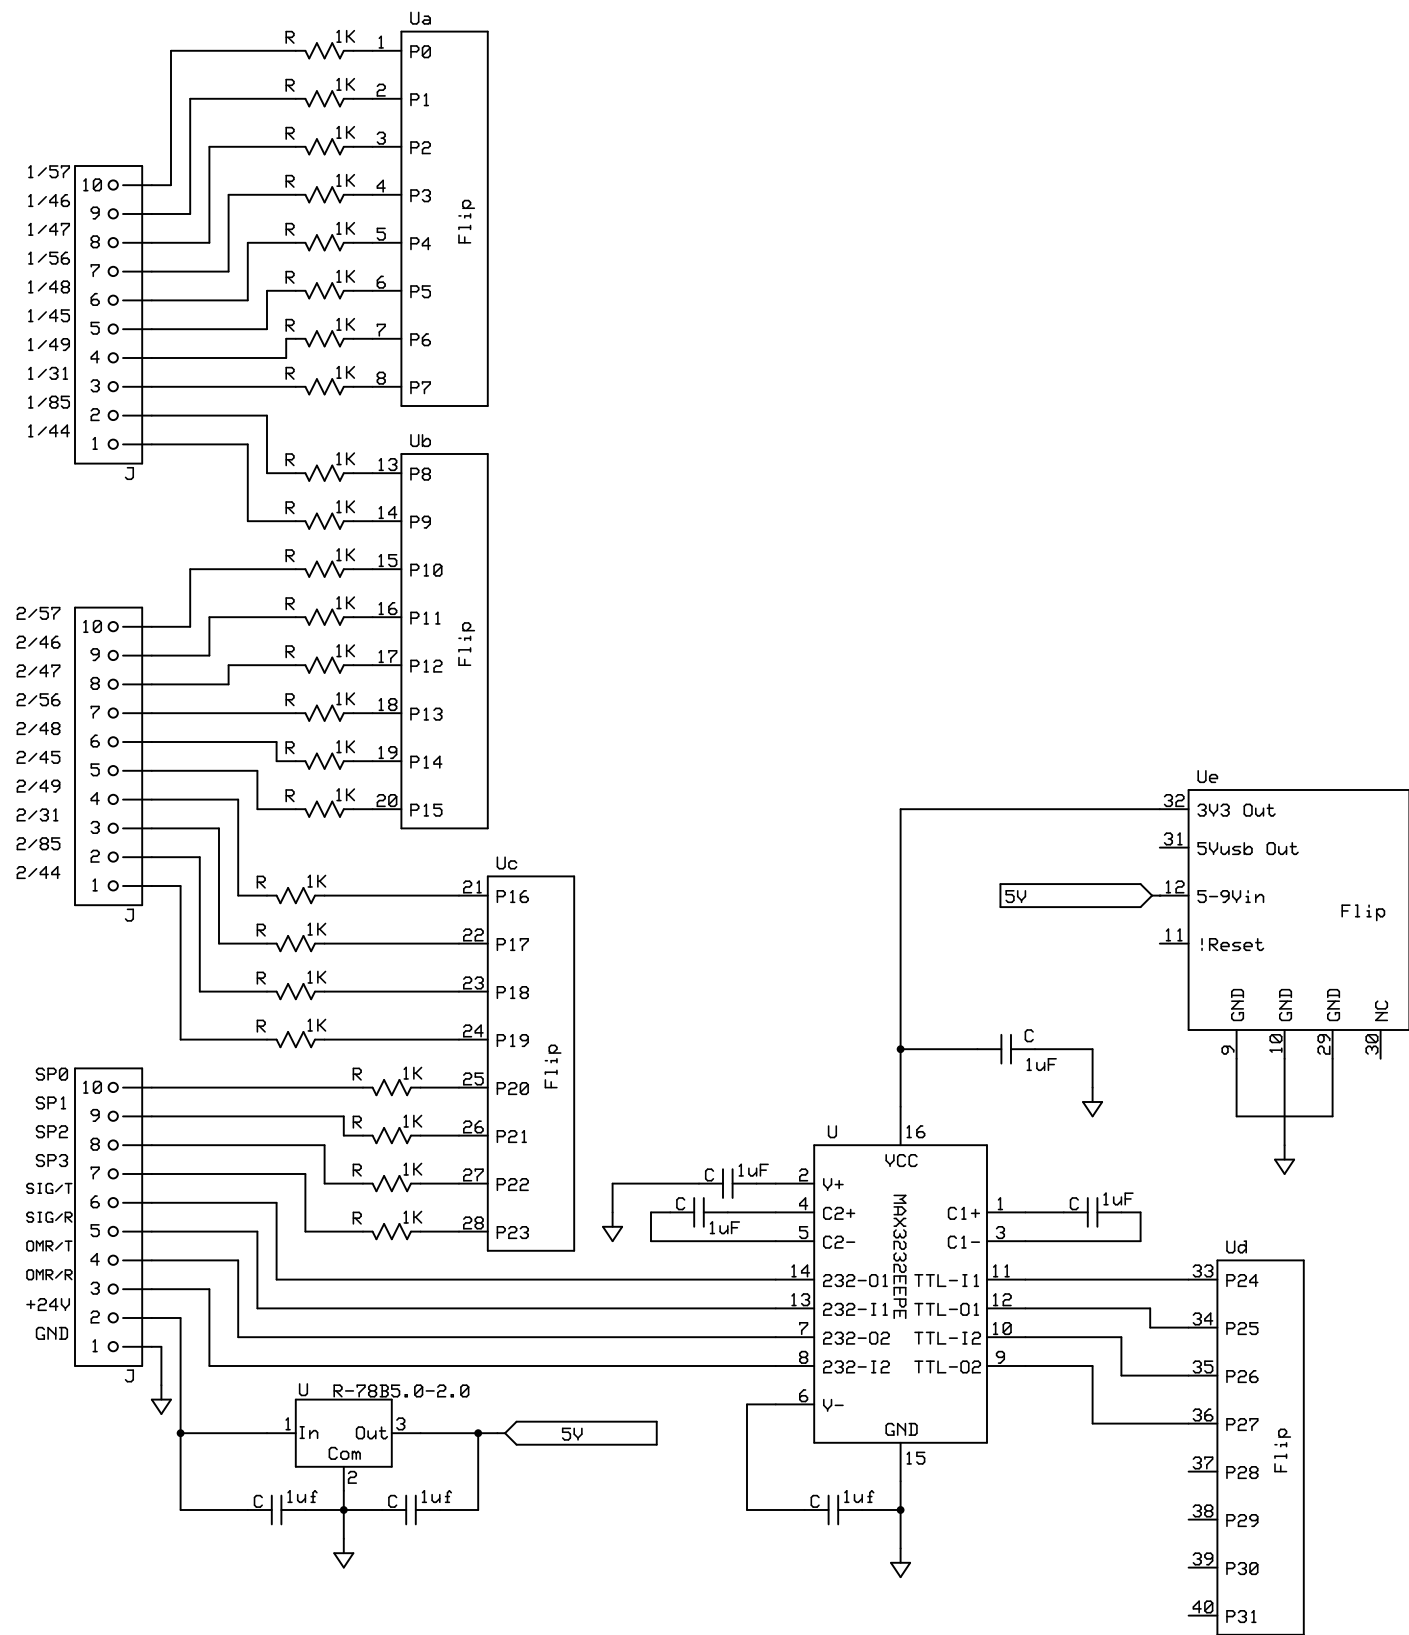 Ua
R 1K 1 P0
R 1K 2 P1
R 1K 3 P2
R 1K 4 P3
R 1K 5 P4
R 1K 6 P5
R 1K 7 P6
R 1K 8 P7
Flip
1/57 10
1/46 9
1/47 8
1/56 7
1/48 6
1/45 5
1/49 4
1/31 3
1/85 2
1/44 1
J
Ub
R 1K 13 P8
R 1K 14 P9
R 1K 15 P10
R 1K 16 P11
R 1K 17 P12
R 1K 18 P13
R 1K 19 P14
R 1K 20 P15
Flip
2/57 10
2/46 9
2/47 8
2/56 7
2/48 6
2/45 5
2/49 4
2/31 3
2/85 2
2/44 1
J
Uc
R 1K 21 P16
R 1K 22 P17
R 1K 23 P18
R 1K 24 P19
R 1K 25 P20
R 1K 26 P21
R 1K 27 P22
R 1K 28 P23
Flip
SP0 10
SP1 9
SP2 8
SP3 7
SIG/T 6
SIG/R 5
OMR/T 4
OMR/R 3
+24V 2
GND 1
J
U R-78B5.0-2.0
1 In Out 3
Com
2
5V
C 1uf
C 1uf
Ue
32 3V3 Out
31 5Vusb Out
5V 12 5-9Vin
11 !Reset
Flip
GND GND GND NC
9 10 29 30
C
1uF
U 16
VCC
MAX3232EEPE
C 1uF 2 V+
C 1uF 4 C2+
5 C2-
C1+ 1 C 1uF
C1- 3
14 232-O1 TTL-I1 11
13 232-I1 TTL-O1 12
7 232-O2 TTL-I2 10
8 232-I2 TTL-O2 9
6 V-
GND
15
C 1uf
Ud
33 P24
34 P25
35 P26
36 P27
37 P28
38 P29
39 P30
40 P31
Flip